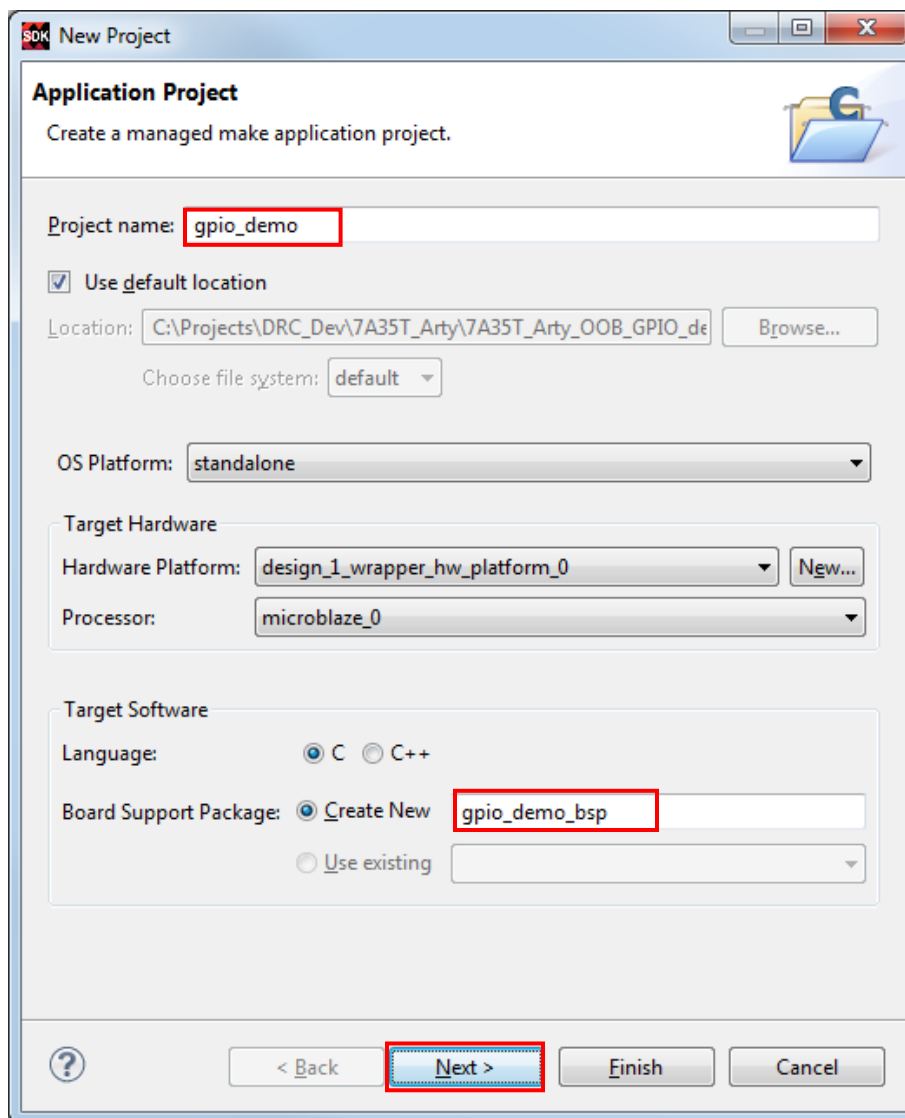 SDK New Project
Application Project
Create a managed make application project.
Project name: gpio_demo
Use default location
Location: C:\Projects\DRC_Dev\7A35T_Arty\7A35T_Arty_OOB_GPIO_de Browse...
Choose file system: default
OS Platform: standalone
Target Hardware
Hardware Platform: design_1_wrapper_hw_platform_0 New...
Processor: microblaze_0
Target Software
Language: C C++
Board Support Package: Create New gpio_demo_bsp
Use existing
? < Back Next > Finish Cancel